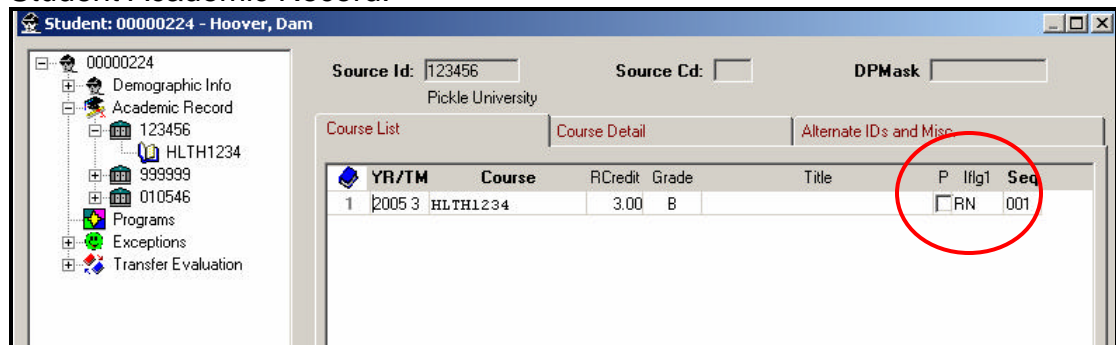 Student Academic Record:
Student: 00000224 - Hoover, Dam
00000224
Demographic Info
Academic Record
123456
HLTH1234
999999
010546
Programs
Exceptions
Transfer Evaluation
Source Id: 123456 Source Cd: DPMask
Pickle University
Course List Course Detail Alternate IDs and Misc.
YR/TM Course RCredit Grade Title P Iflg1 Seq
1 2005 3 HLTH1234 3.00 B RN 001